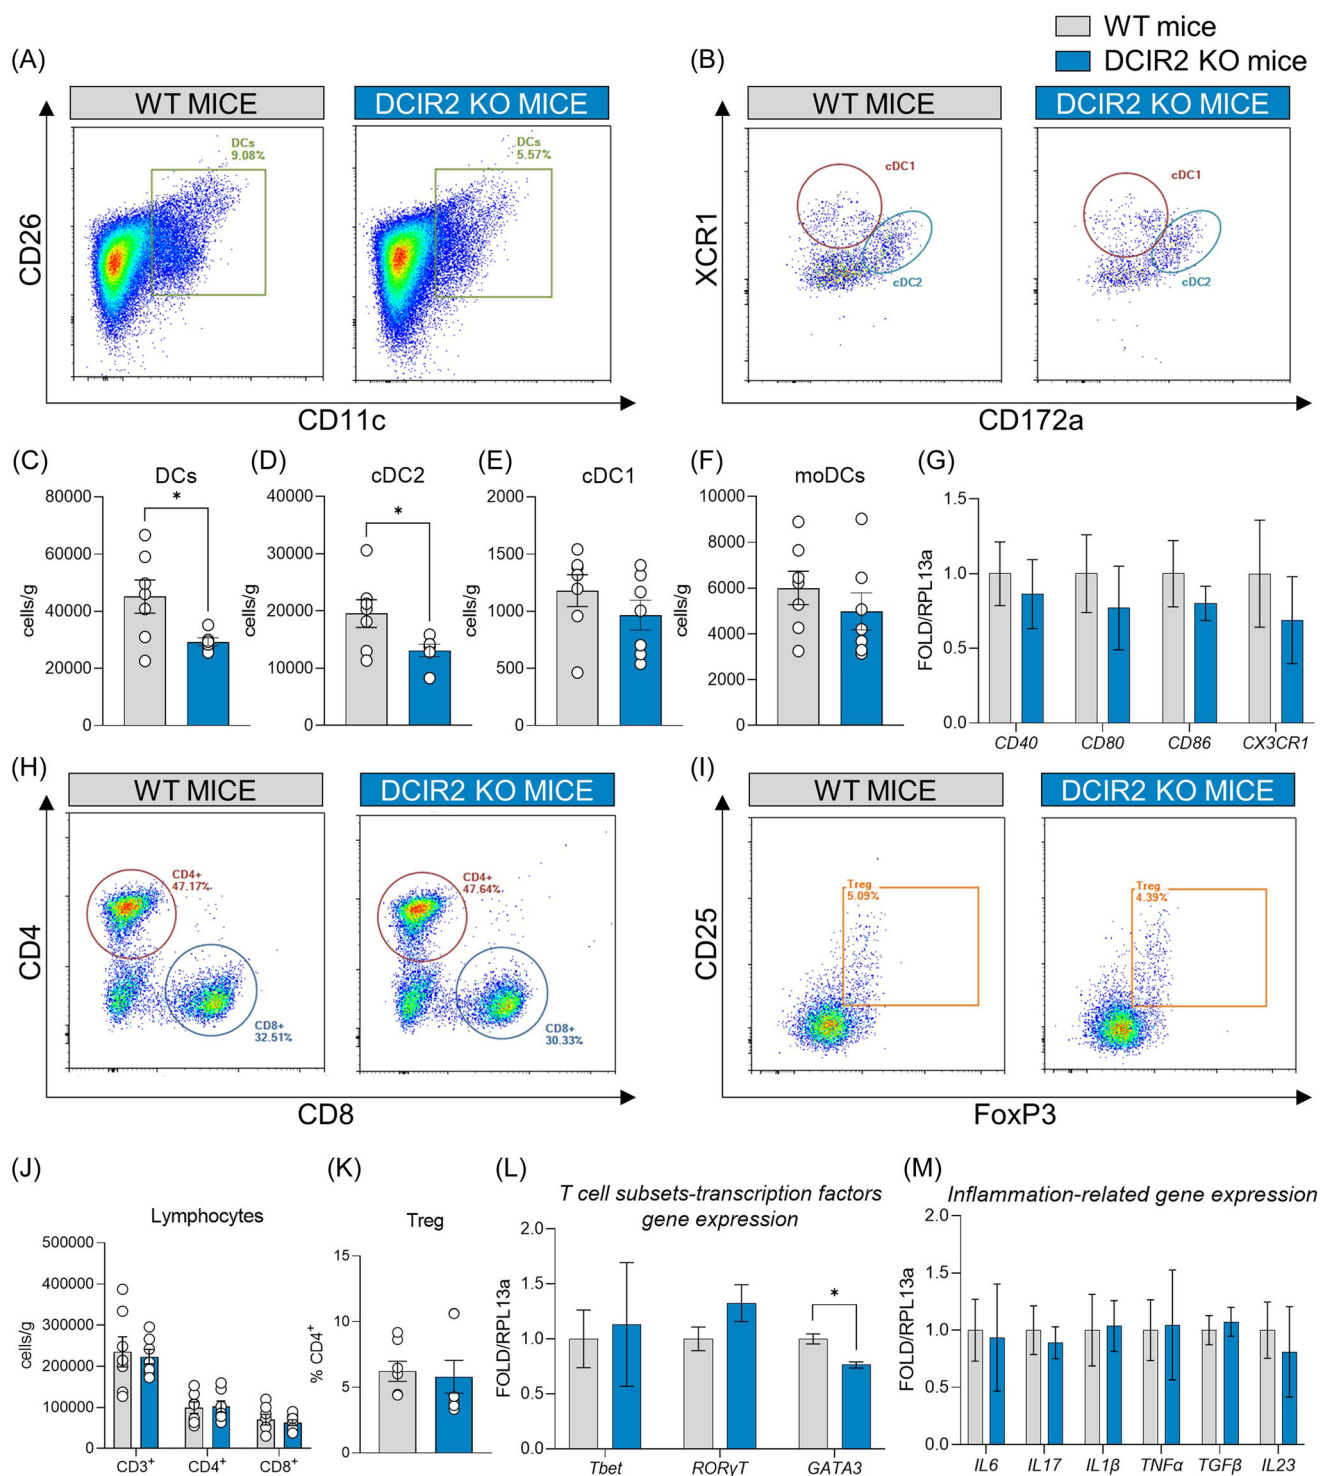 WT mice
DCIR2 KO mice
(A)
WT MICE
DCIR2 KO MICE
DCs
9.08%
DCs
5.57%
CD26
CD11c
(B)
WT MICE
DCIR2 KO MICE
cDC1
cDC2
cDC1
cDC2
XCR1
CD172a
(C)
DCs
80000
60000
40000
20000
0
cells/g
*
(D)
cDC2
40000
30000
20000
10000
0
cells/g
*
(E)
cDC1
2000
1500
1000
500
0
cells/g
(F)
moDCs
10000
8000
6000
4000
2000
0
cells/g
(G)
1.5
1.0
0.5
0.0
FOLD/RPL13a
CD40 CD80 CD86 CX3CR1
(H)
WT MICE
DCIR2 KO MICE
CD4+
47.17%
CD8+
32.51%
CD4+
47.64%
CD8+
30.33%
CD4
CD8
(I)
WT MICE
DCIR2 KO MICE
Treg
5.09%
Treg
4.39%
CD25
FoxP3
(J)
Lymphocytes
500000
400000
300000
200000
100000
0
cells/g
CD3+ CD4+ CD8+
(K)
Treg
15
10
5
0
% CD4+
(L)
T cell subsets-transcription factors
gene expression
2.0
1.5
1.0
0.5
0.0
FOLD/RPL13a
*
Tbet RORγT GATA3
(M)
Inflammation-related gene expression
2.0
1.5
1.0
0.5
0.0
FOLD/RPL13a
IL6 IL17 IL1β TNFα TGFβ IL23